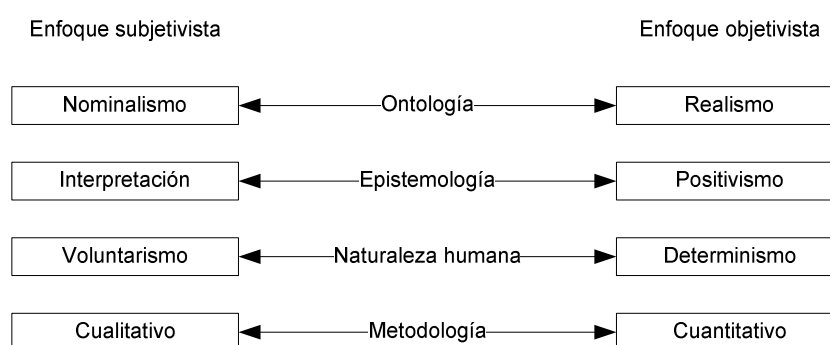 Enfoque subjetivista Enfoque objetivista
Nominalismo Ontología Realismo
Interpretación Epistemología Positivismo
Voluntarismo Naturaleza humana Determinismo
Cualitativo Metodología Cuantitativo